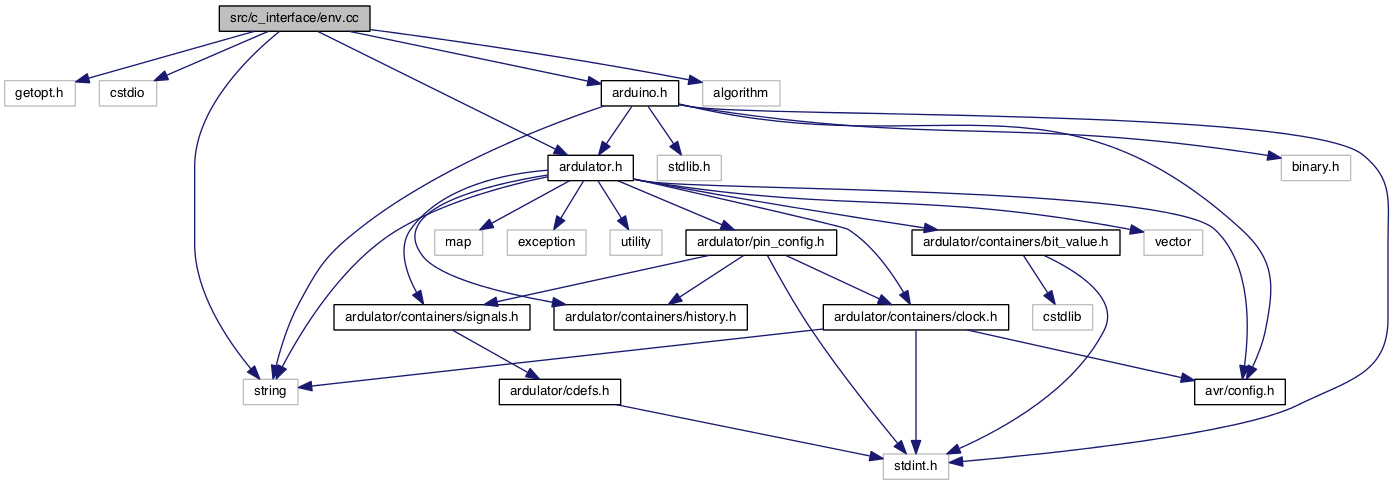 src/c_interface/env.cc
getopt.h
cstdio
arduino.h
algorithm
ardulator.h
stdlib.h
binary.h
map
exception
utility
ardulator/pin_config.h
ardulator/containers/bit_value.h
vector
ardulator/containers/signals.h
ardulator/containers/history.h
ardulator/containers/clock.h
cstdlib
string
ardulator/cdefs.h
avr/config.h
stdint.h